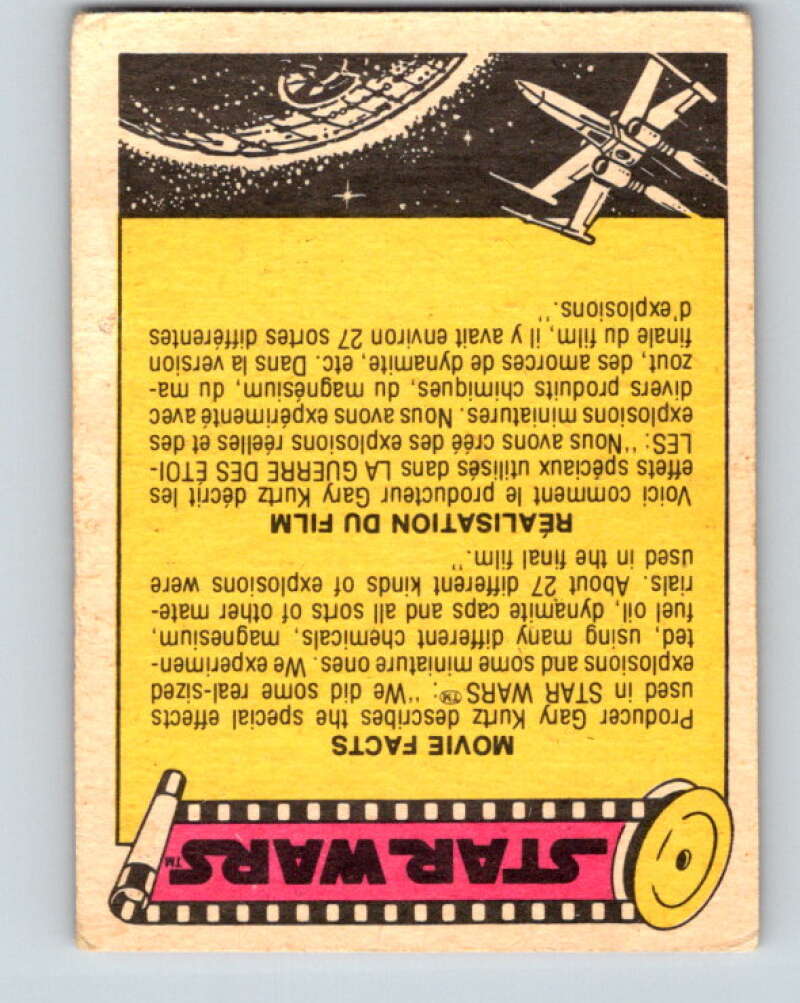 STAR WARS™
MOVIE FACTS
Producer Gary Kurtz describes the special effects
used in STAR WARS ®™: "We did some real-sized
explosions and some miniature ones. We experimen-
ted, using many different chemicals, magnesium,
fuel oil, dynamite caps and all sorts of other mate-
rials. About 27 different kinds of explosions were
used in the final film."
RÉALISATION DU FILM
Voici comment le producteur Gary Kurtz décrit les
effets spéciaux utilisés dans LA GUERRE DES ÉTOI-
LES: "Nous avons créé des explosions réelles et des
explosions miniatures. Nous avons expérimenté avec
divers produits chimiques, du magnésium, du ma-
zout, des amorces de dynamite, etc. Dans la version
finale du film, il y avait environ 27 sortes différentes
d'explosions."